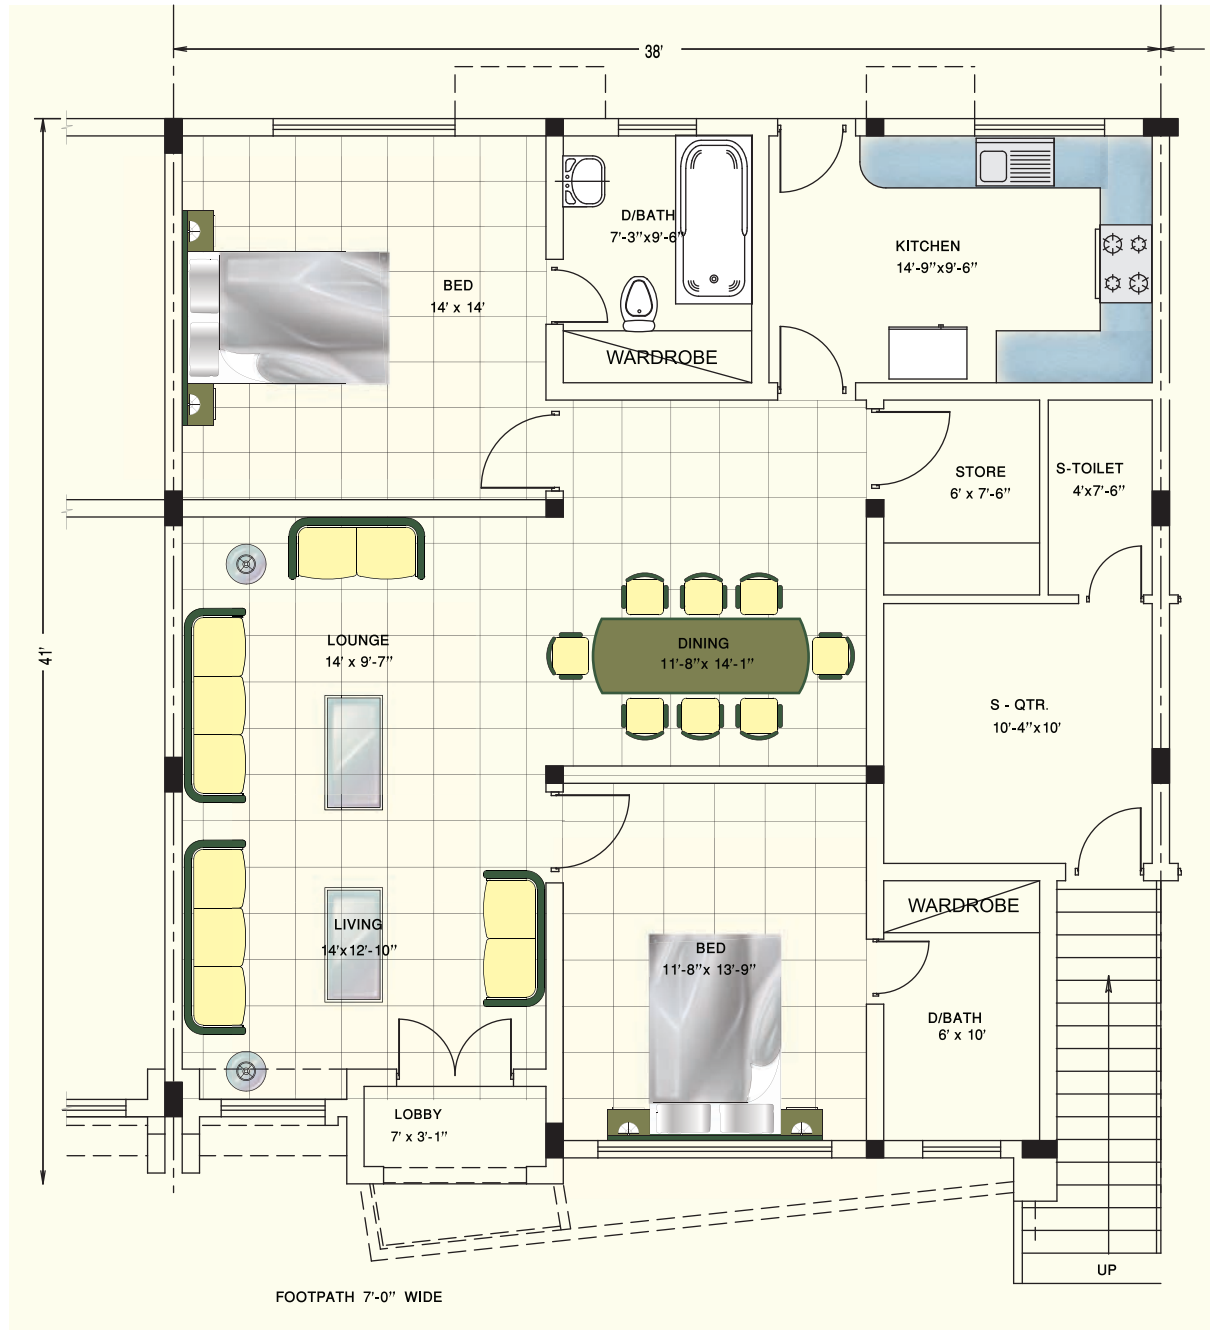 38'
41'
D/BATH
7'-3"x9'-6"
KITCHEN
14'-9"x9'-6"
BED
14' x 14'
WARDROBE
STORE
6' x 7'-6"
S-TOILET
4'x7'-6"
LOUNGE
14' x 9'-7"
DINING
11'-8"x 14'-1"
S - QTR.
10'-4"x10'
LIVING
14'x12'-10"
WARDROBE
BED
11'-8"x 13'-9"
D/BATH
6' x 10'
LOBBY
7' x 3'-1"
UP
FOOTPATH 7'-0" WIDE